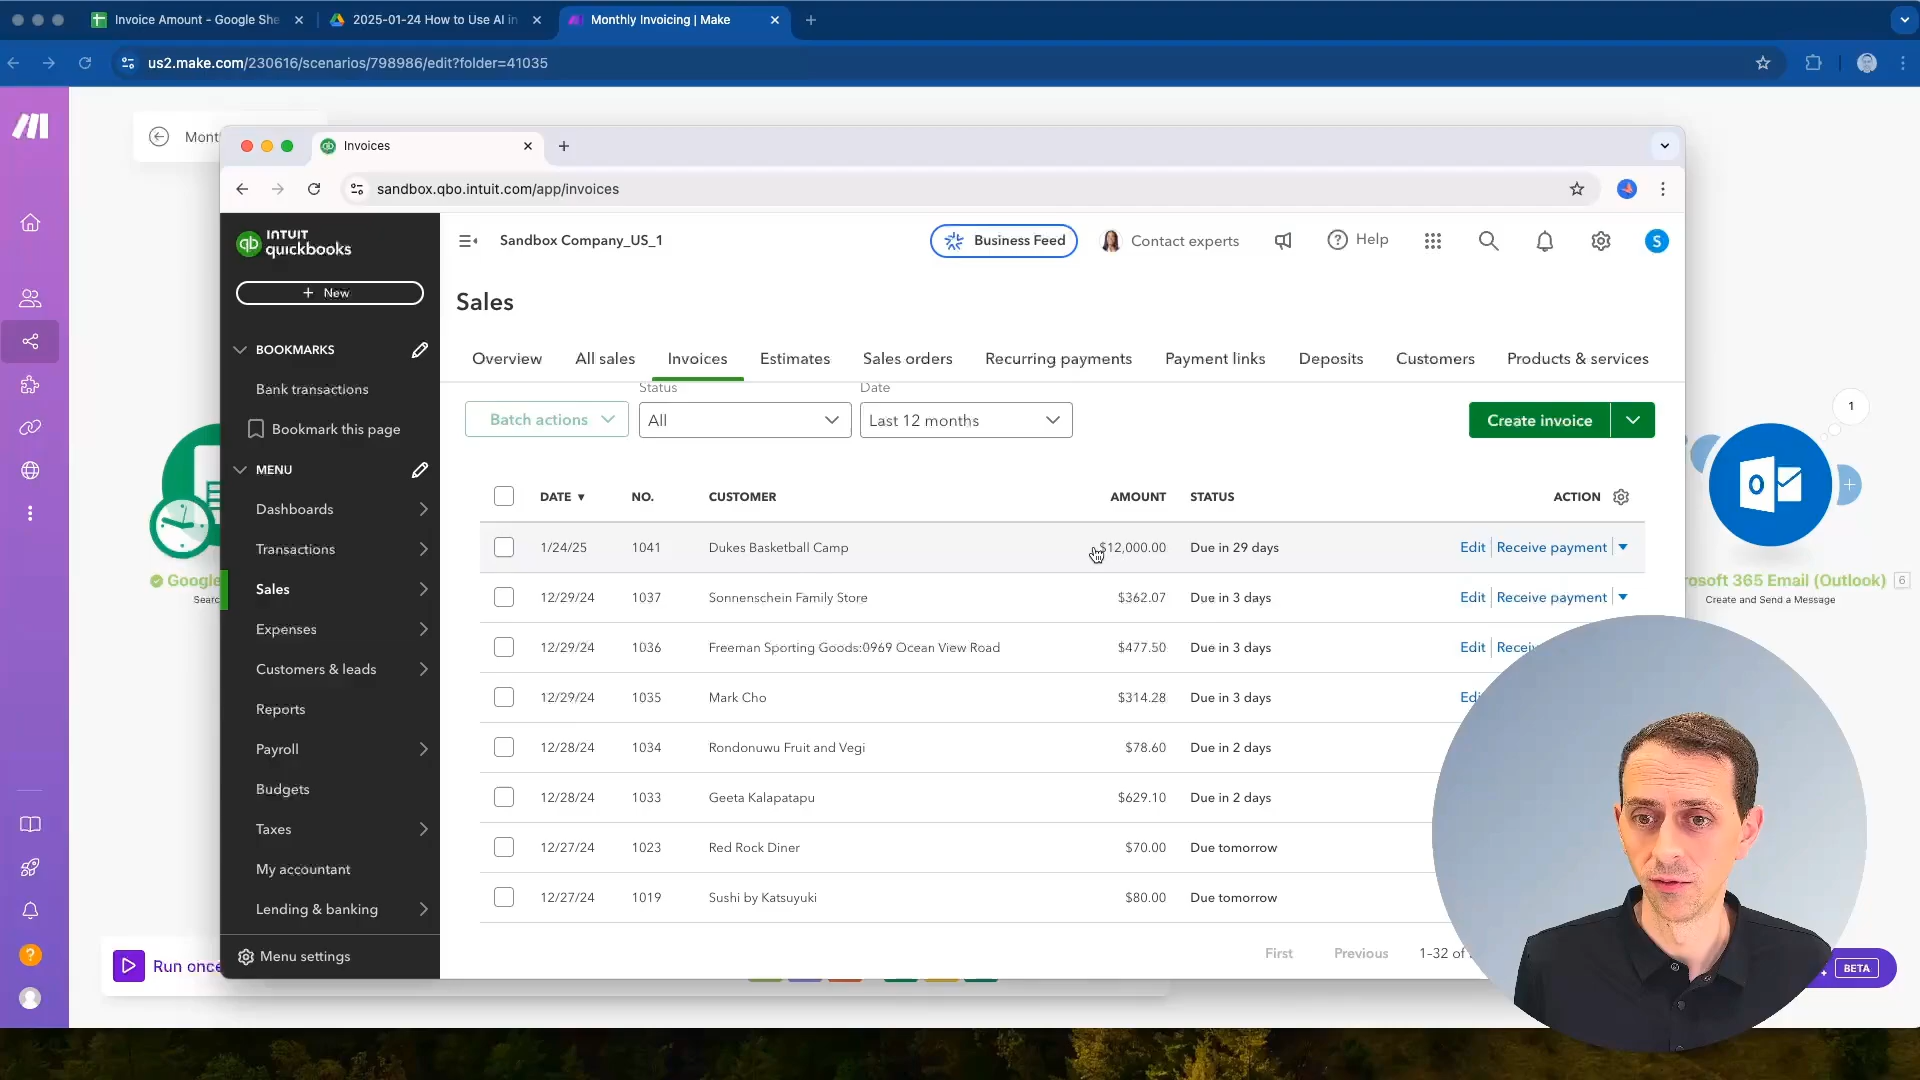 Invoice Amount - Google She
2025-01-24 How to Use AI in
Monthly Invoicing | Make
us2.make.com/230616/scenarios/798986/edit?folder=41035
Mont
Invoices
sandbox.qbo.intuit.com/app/invoices
INTUIT
quickbooks
Sandbox Company_US_1
Business Feed
Contact experts
Help
S
New
Sales
BOOKMARKS
Bank transactions
Bookmark this page
MENU
Dashboards
Transactions
Sales
Expenses
Customers & leads
Reports
Payroll
Budgets
Taxes
My accountant
Lending & banking
Menu settings
Overview All sales Invoices Estimates Sales orders Recurring payments Payment links Deposits Customers Products & services
Status Date
Batch actions All Last 12 months Create invoice
DATE NO. CUSTOMER AMOUNT STATUS ACTION
1/24/25 1041 Dukes Basketball Camp $12,000.00 Due in 29 days Edit Receive payment
12/29/24 1037 Sonnenschein Family Store $362.07 Due in 3 days Edit Receive payment
12/29/24 1036 Freeman Sporting Goods:0969 Ocean View Road $477.50 Due in 3 days Edit Recei
12/29/24 1035 Mark Cho $314.28 Due in 3 days Edi
12/28/24 1034 Rondonuwu Fruit and Vegi $78.60 Due in 2 days
12/28/24 1033 Geeta Kalapatapu $629.10 Due in 2 days
12/27/24 1023 Red Rock Diner $70.00 Due tomorrow
12/27/24 1019 Sushi by Katsuyuki $80.00 Due tomorrow
First Previous 1-32 of
Google
Searc
1
osoft 365 Email (Outlook) 6
Create and Send a Message
Run once
BETA